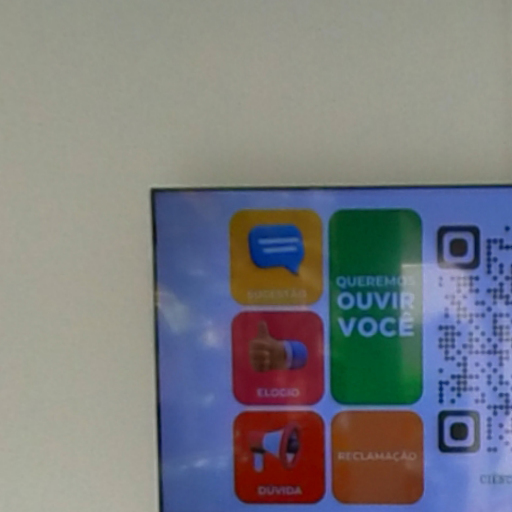 SUGESTÃO
QUEREMOS
OUVIR
VOCÊ
ELOGIO
DÚVIDA
RECLAMAÇÃO